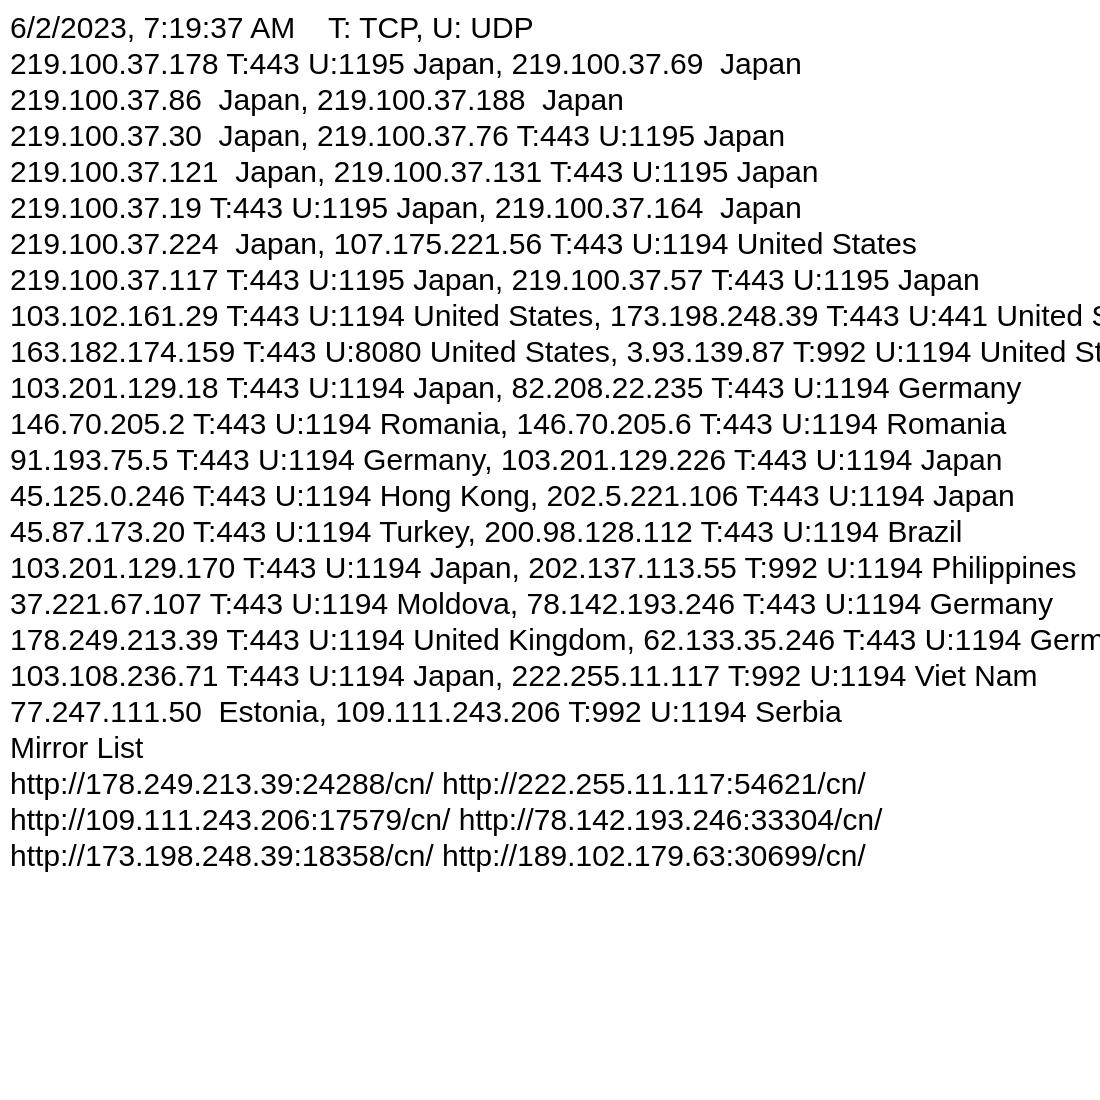 6/2/2023, 7:19:37 AM    T: TCP, U: UDP
219.100.37.178 T:443 U:1195 Japan, 219.100.37.69  Japan
219.100.37.86  Japan, 219.100.37.188  Japan
219.100.37.30  Japan, 219.100.37.76 T:443 U:1195 Japan
219.100.37.121  Japan, 219.100.37.131 T:443 U:1195 Japan
219.100.37.19 T:443 U:1195 Japan, 219.100.37.164  Japan
219.100.37.224  Japan, 107.175.221.56 T:443 U:1194 United States
219.100.37.117 T:443 U:1195 Japan, 219.100.37.57 T:443 U:1195 Japan
103.102.161.29 T:443 U:1194 United States, 173.198.248.39 T:443 U:441 United S
163.182.174.159 T:443 U:8080 United States, 3.93.139.87 T:992 U:1194 United St
103.201.129.18 T:443 U:1194 Japan, 82.208.22.235 T:443 U:1194 Germany
146.70.205.2 T:443 U:1194 Romania, 146.70.205.6 T:443 U:1194 Romania
91.193.75.5 T:443 U:1194 Germany, 103.201.129.226 T:443 U:1194 Japan
45.125.0.246 T:443 U:1194 Hong Kong, 202.5.221.106 T:443 U:1194 Japan
45.87.173.20 T:443 U:1194 Turkey, 200.98.128.112 T:443 U:1194 Brazil
103.201.129.170 T:443 U:1194 Japan, 202.137.113.55 T:992 U:1194 Philippines
37.221.67.107 T:443 U:1194 Moldova, 78.142.193.246 T:443 U:1194 Germany
178.249.213.39 T:443 U:1194 United Kingdom, 62.133.35.246 T:443 U:1194 Germ
103.108.236.71 T:443 U:1194 Japan, 222.255.11.117 T:992 U:1194 Viet Nam
77.247.111.50  Estonia, 109.111.243.206 T:992 U:1194 Serbia
Mirror List
http://178.249.213.39:24288/cn/ http://222.255.11.117:54621/cn/
http://109.111.243.206:17579/cn/ http://78.142.193.246:33304/cn/
http://173.198.248.39:18358/cn/ http://189.102.179.63:30699/cn/